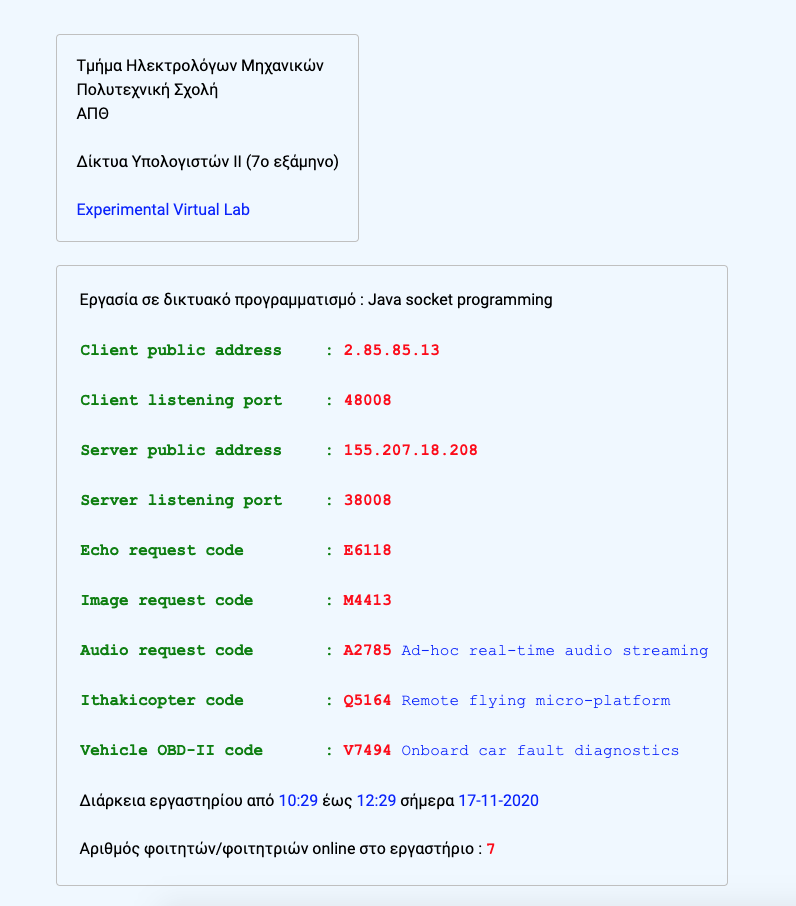 Τμήμα Ηλεκτρολόγων Μηχανικών
Πολυτεχνική Σχολή
ΑΠΘ
Δίκτυα Υπολογιστών ΙΙ (7ο εξάμηνο)
Experimental Virtual Lab
Εργασία σε δικτυακό προγραμματισμό : Java socket programming
Client public address : 2.85.85.13
Client listening port : 48008
Server public address : 155.207.18.208
Server listening port : 38008
Echo request code : E6118
Image request code : M4413
Audio request code : A2785 Ad-hoc real-time audio streaming
Ithakicopter code : Q5164 Remote flying micro-platform
Vehicle OBD-II code : V7494 Onboard car fault diagnostics
Διάρκεια εργαστηρίου από 10:29 έως 12:29 σήμερα 17-11-2020
Αριθμός φοιτητών/φοιτητριών online στο εργαστήριο : 7